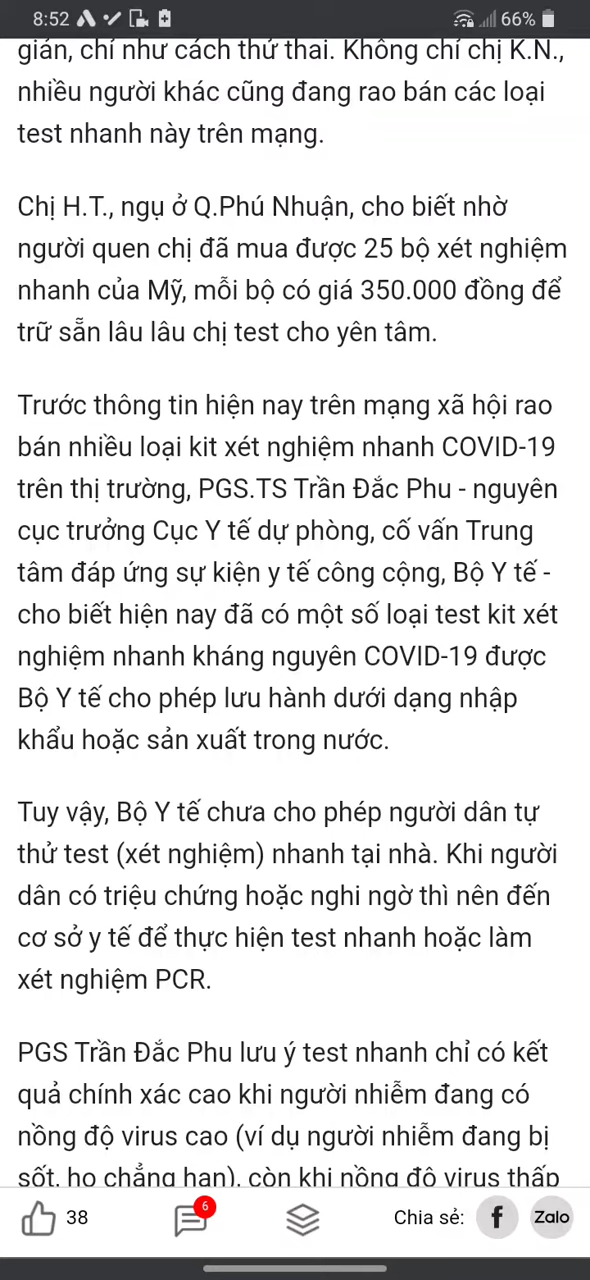 8:52
66%
giản, chỉ như cách thử thai. Không chỉ chị K.N.,
nhiều người khác cũng đang rao bán các loại
test nhanh này trên mạng.
Chị H.T., ngụ ở Q.Phú Nhuận, cho biết nhờ
người quen chị đã mua được 25 bộ xét nghiệm
nhanh của Mỹ, mỗi bộ có giá 350.000 đồng để
trữ sẵn lâu lâu chị test cho yên tâm.
Trước thông tin hiện nay trên mạng xã hội rao
bán nhiều loại kit xét nghiệm nhanh COVID-19
trên thị trường, PGS.TS Trần Đắc Phu - nguyên
cục trưởng Cục Y tế dự phòng, cố vấn Trung
tâm đáp ứng sự kiện y tế công cộng, Bộ Y tế -
cho biết hiện nay đã có một số loại test kit xét
nghiệm nhanh kháng nguyên COVID-19 được
Bộ Y tế cho phép lưu hành dưới dạng nhập
khẩu hoặc sản xuất trong nước.
Tuy vậy, Bộ Y tế chưa cho phép người dân tự
thử test (xét nghiệm) nhanh tại nhà. Khi người
dân có triệu chứng hoặc nghi ngờ thì nên đến
cơ sở y tế để thực hiện test nhanh hoặc làm
xét nghiệm PCR.
PGS Trần Đắc Phu lưu ý test nhanh chỉ có kết
quả chính xác cao khi người nhiễm đang có
nồng độ virus cao (ví dụ người nhiễm đang bị
sốt, ho chẳng hạn), còn khi nồng độ virus thấp
38
6
Chia sẻ:
f
Zalo